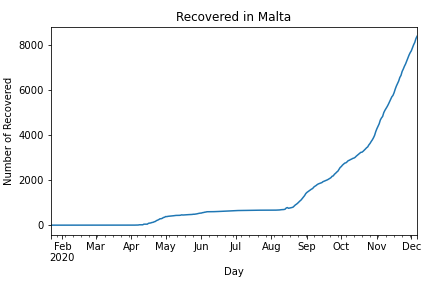 Recovered in Malta
Number of Recovered
8000
6000
4000
2000
0
Feb Mar Apr May Jun Jul Aug Sep Oct Nov Dec
2020
Day